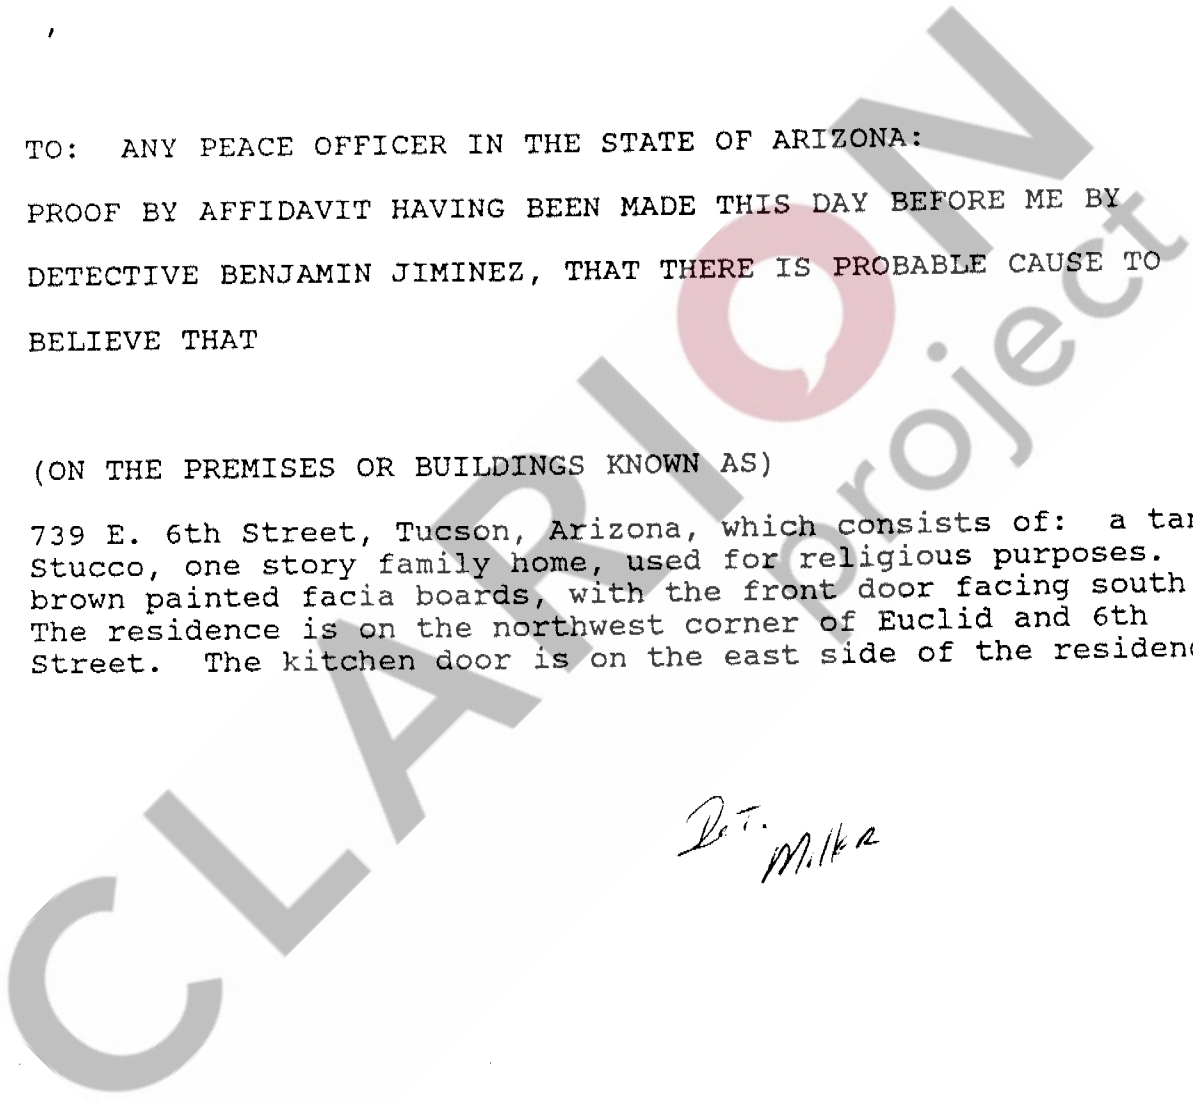 TO: ANY PEACE OFFICER IN THE STATE OF ARIZONA:
PROOF BY AFFIDAVIT HAVING BEEN MADE THIS DAY BEFORE ME BY
DETECTIVE BENJAMIN JIMINEZ, THAT THERE IS PROBABLE CAUSE TO
BELIEVE THAT
(ON THE PREMISES OR BUILDINGS KNOWN AS)
739 E. 6th Street, Tucson, Arizona, which consists of: a tan
Stucco, one story family home, used for religious purposes.
brown painted facia boards, with the front door facing south
The residence is on the northwest corner of Euclid and 6th
Street. The kitchen door is on the east side of the residenc
Det.
Miller
CLARION
project